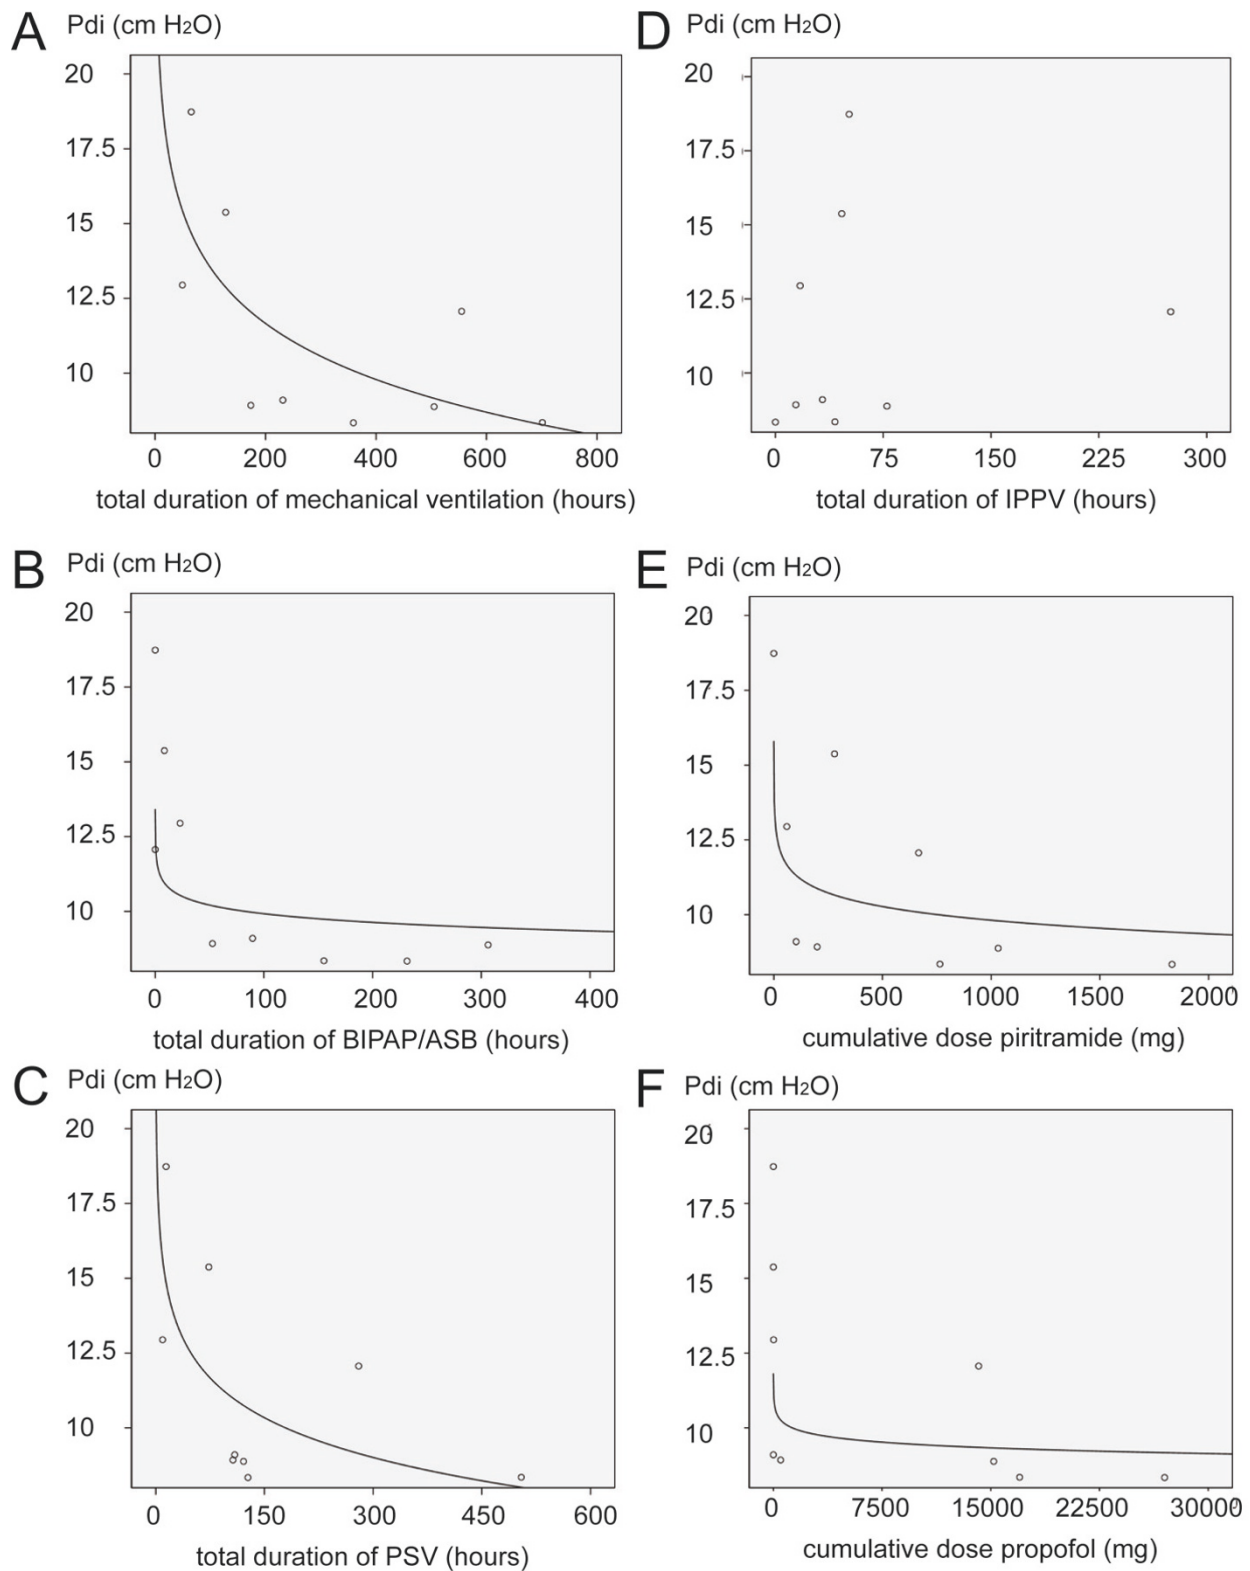 A Pdi (cm H2O)
20
17.5
15
12.5
10
0 200 400 600 800
total duration of mechanical ventilation (hours)
B Pdi (cm H2O)
20
17.5
15
12.5
10
0 100 200 300 400
total duration of BIPAP/ASB (hours)
C Pdi (cm H2O)
20
17.5
15
12.5
10
0 150 300 450 600
total duration of PSV (hours)
D Pdi (cm H2O)
20
17.5
15
12.5
10
0 75 150 225 300
total duration of IPPV (hours)
E Pdi (cm H2O)
20
17.5
15
12.5
10
0 500 1000 1500 2000
cumulative dose piritramide (mg)
F Pdi (cm H2O)
20
17.5
15
12.5
10
0 7500 15000 22500 30000
cumulative dose propofol (mg)